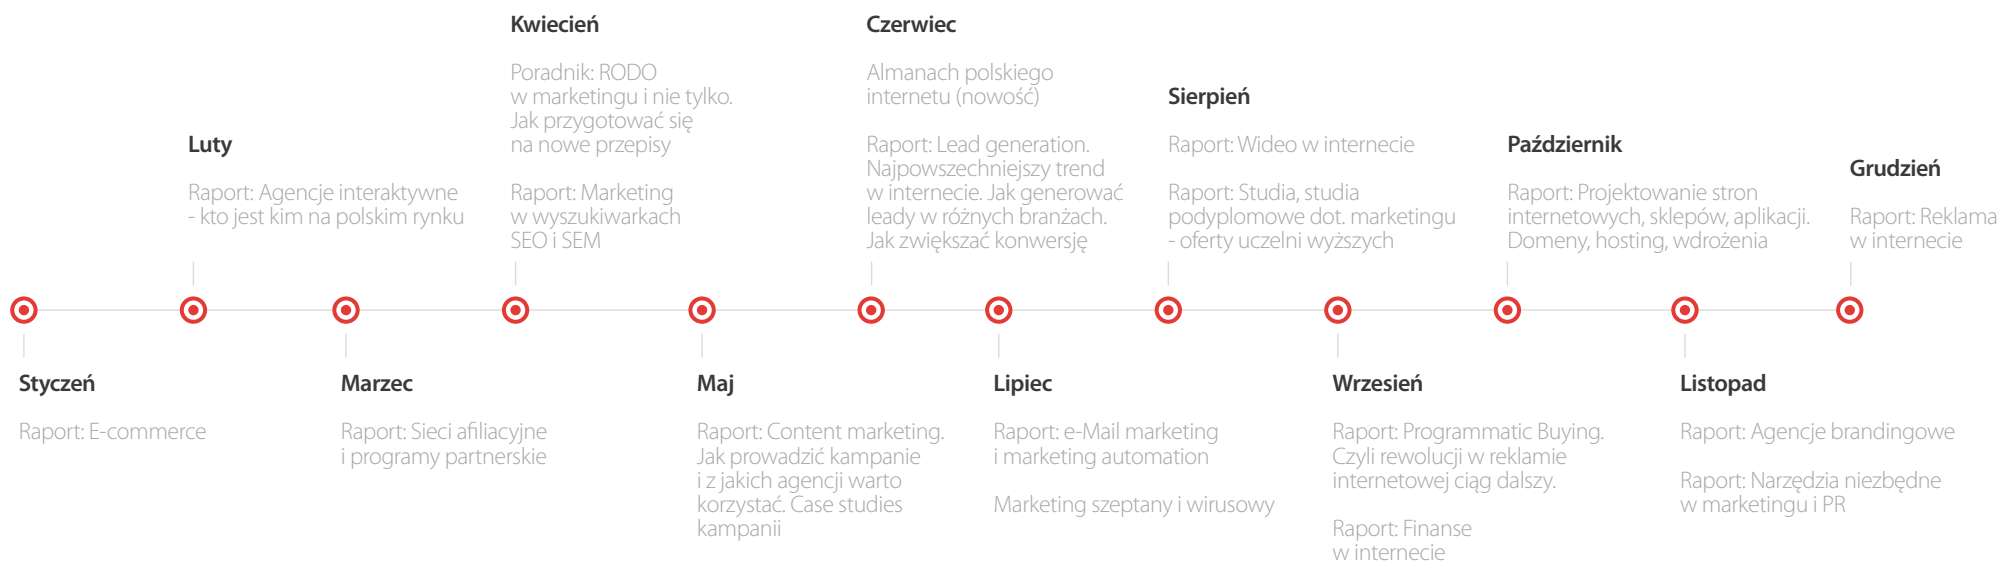 Styczeń
Raport: E-commerce
Luty
Raport: Agencje interaktywne
- kto jest kim na polskim rynku
Marzec
Raport: Sieci afiliacyjne
i programy partnerskie
Kwiecień
Poradnik: RODO
w marketingu i nie tylko.
Jak przygotować się
na nowe przepisy
Raport: Marketing
w wyszukiwarkach
SEO i SEM
Maj
Raport: Content marketing.
Jak prowadzić kampanie
i z jakich agencji warto
korzystać. Case studies
kampanii
Czerwiec
Almanach polskiego
internetu (nowość)
Raport: Lead generation.
Najpowszechniejszy trend
w internecie. Jak generować
leady w różnych branżach.
Jak zwiększać konwersję
Lipiec
Raport: e-Mail marketing
i marketing automation
Marketing szeptany i wirusowy
Sierpień
Raport: Wideo w internecie
Raport: Studia, studia
podyplomowe dot. marketingu
- oferty uczelni wyższych
Wrzesień
Raport: Programmatic Buying.
Czyli rewolucji w reklamie
internetowej ciąg dalszy.
Raport: Finanse
w internecie
Październik
Raport: Projektowanie stron
internetowych, sklepów, aplikacji.
Domeny, hosting, wdrożenia
Listopad
Raport: Agencje brandingowe
Raport: Narzędzia niezbędne
w marketingu i PR
Grudzień
Raport: Reklama
w internecie